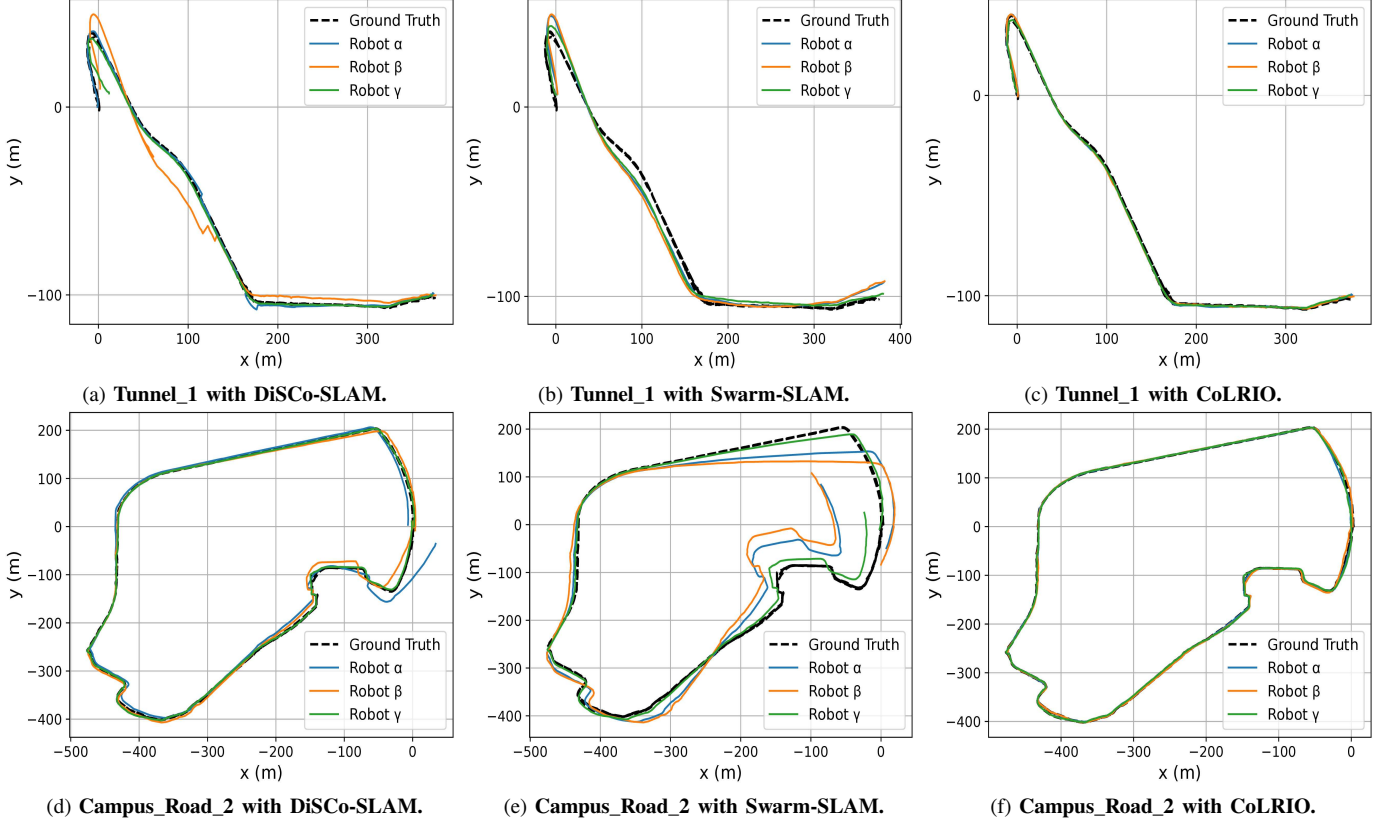 Ground Truth
Robot α
Robot β
Robot γ
0
−100
y (m)
0
100
200
300
x (m)
(a) Tunnel_1 with DiSCo-SLAM.
Ground Truth
Robot α
Robot β
Robot γ
0
−100
y (m)
0
100
200
300
400
x (m)
(b) Tunnel_1 with Swarm-SLAM.
Ground Truth
Robot α
Robot β
Robot γ
0
−100
y (m)
0
100
200
300
x (m)
(c) Tunnel_1 with CoLRIO.
200
100
0
−100
−200
−300
−400
y (m)
Ground Truth
Robot α
Robot β
Robot γ
−500
−400
−300
−200
−100
0
x (m)
(d) Campus_Road_2 with DiSCo-SLAM.
200
100
0
−100
−200
−300
−400
y (m)
Ground Truth
Robot α
Robot β
Robot γ
−600
−500
−400
−300
−200
−100
0
x (m)
(e) Campus_Road_2 with Swarm-SLAM.
200
100
0
−100
−200
−300
−400
y (m)
Ground Truth
Robot α
Robot β
Robot γ
−400
−300
−200
−100
0
x (m)
(f) Campus_Road_2 with CoLRIO.